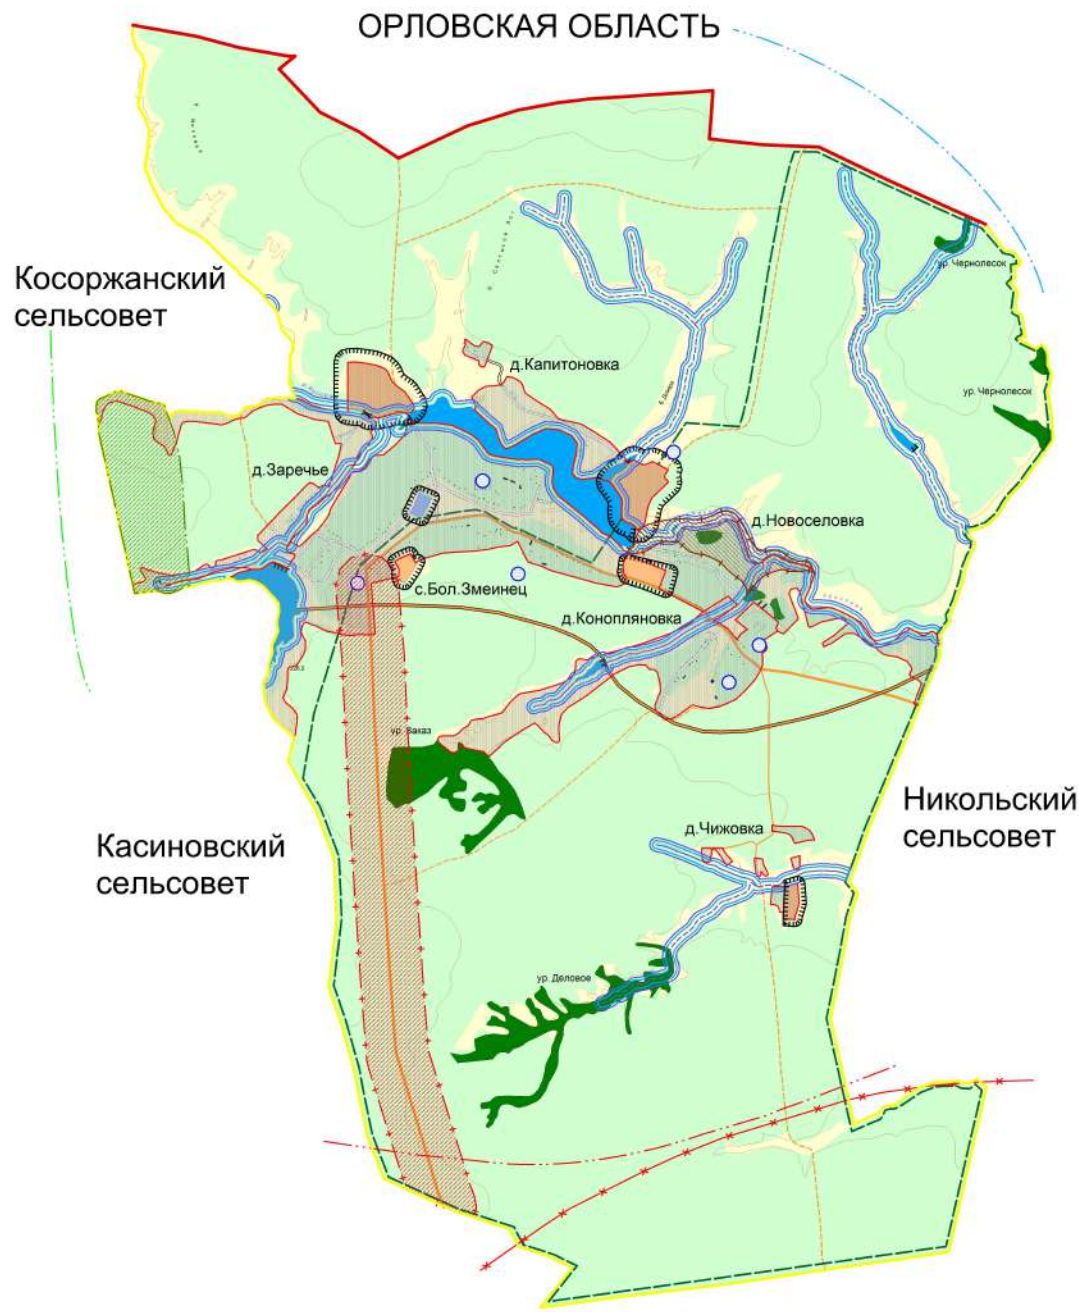 ОРЛОВСКАЯ ОБЛАСТЬ
ур. Чернолесок
Косоржанский
сельсовет
д.Капитоновка
ур. Чернолесок
д.Заречье
д.Новоселовка
с.Бол.Змеинец
д.Конопляновка
ур. Заказ
Никольский
сельсовет
д.Чижовка
Касиновский
сельсовет
ур. Деловое